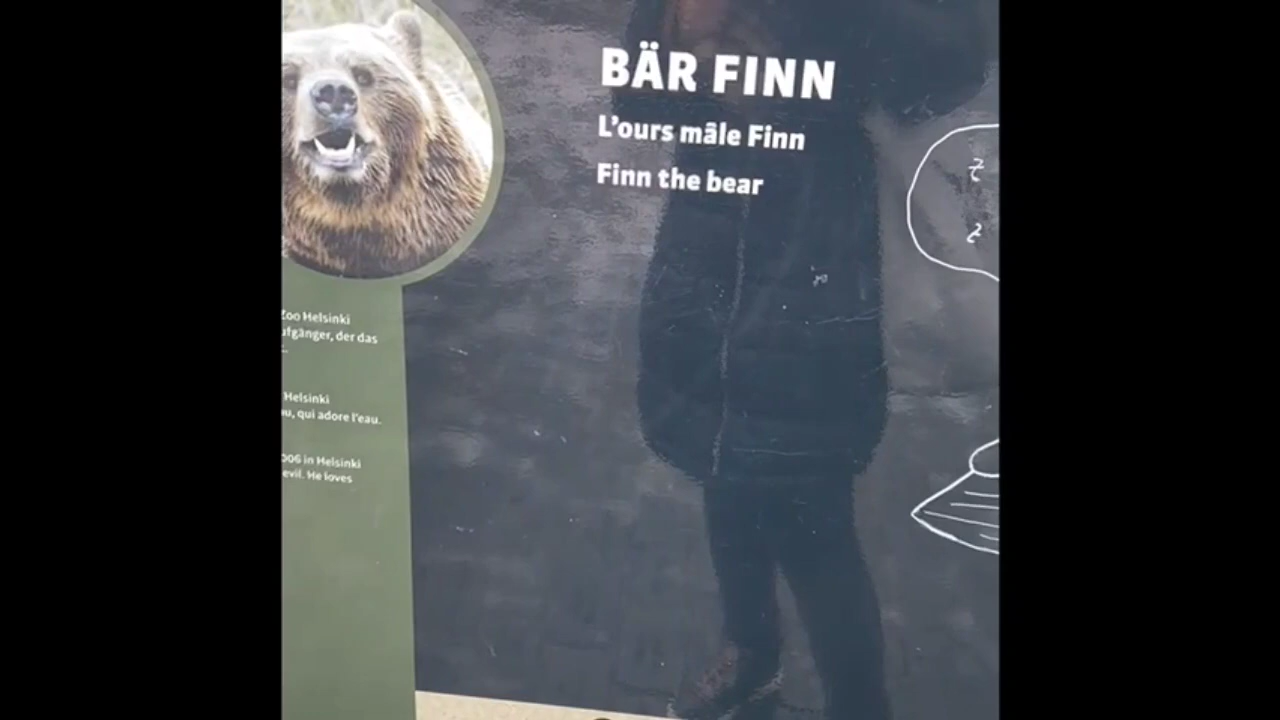 BÄR FINN
L'ours mâle Finn
Finn the bear
Zoo Helsinki
ufgänger, der das
Helsinki
qui adore l'eau.
006 in Helsinki
evil. He loves
z
z